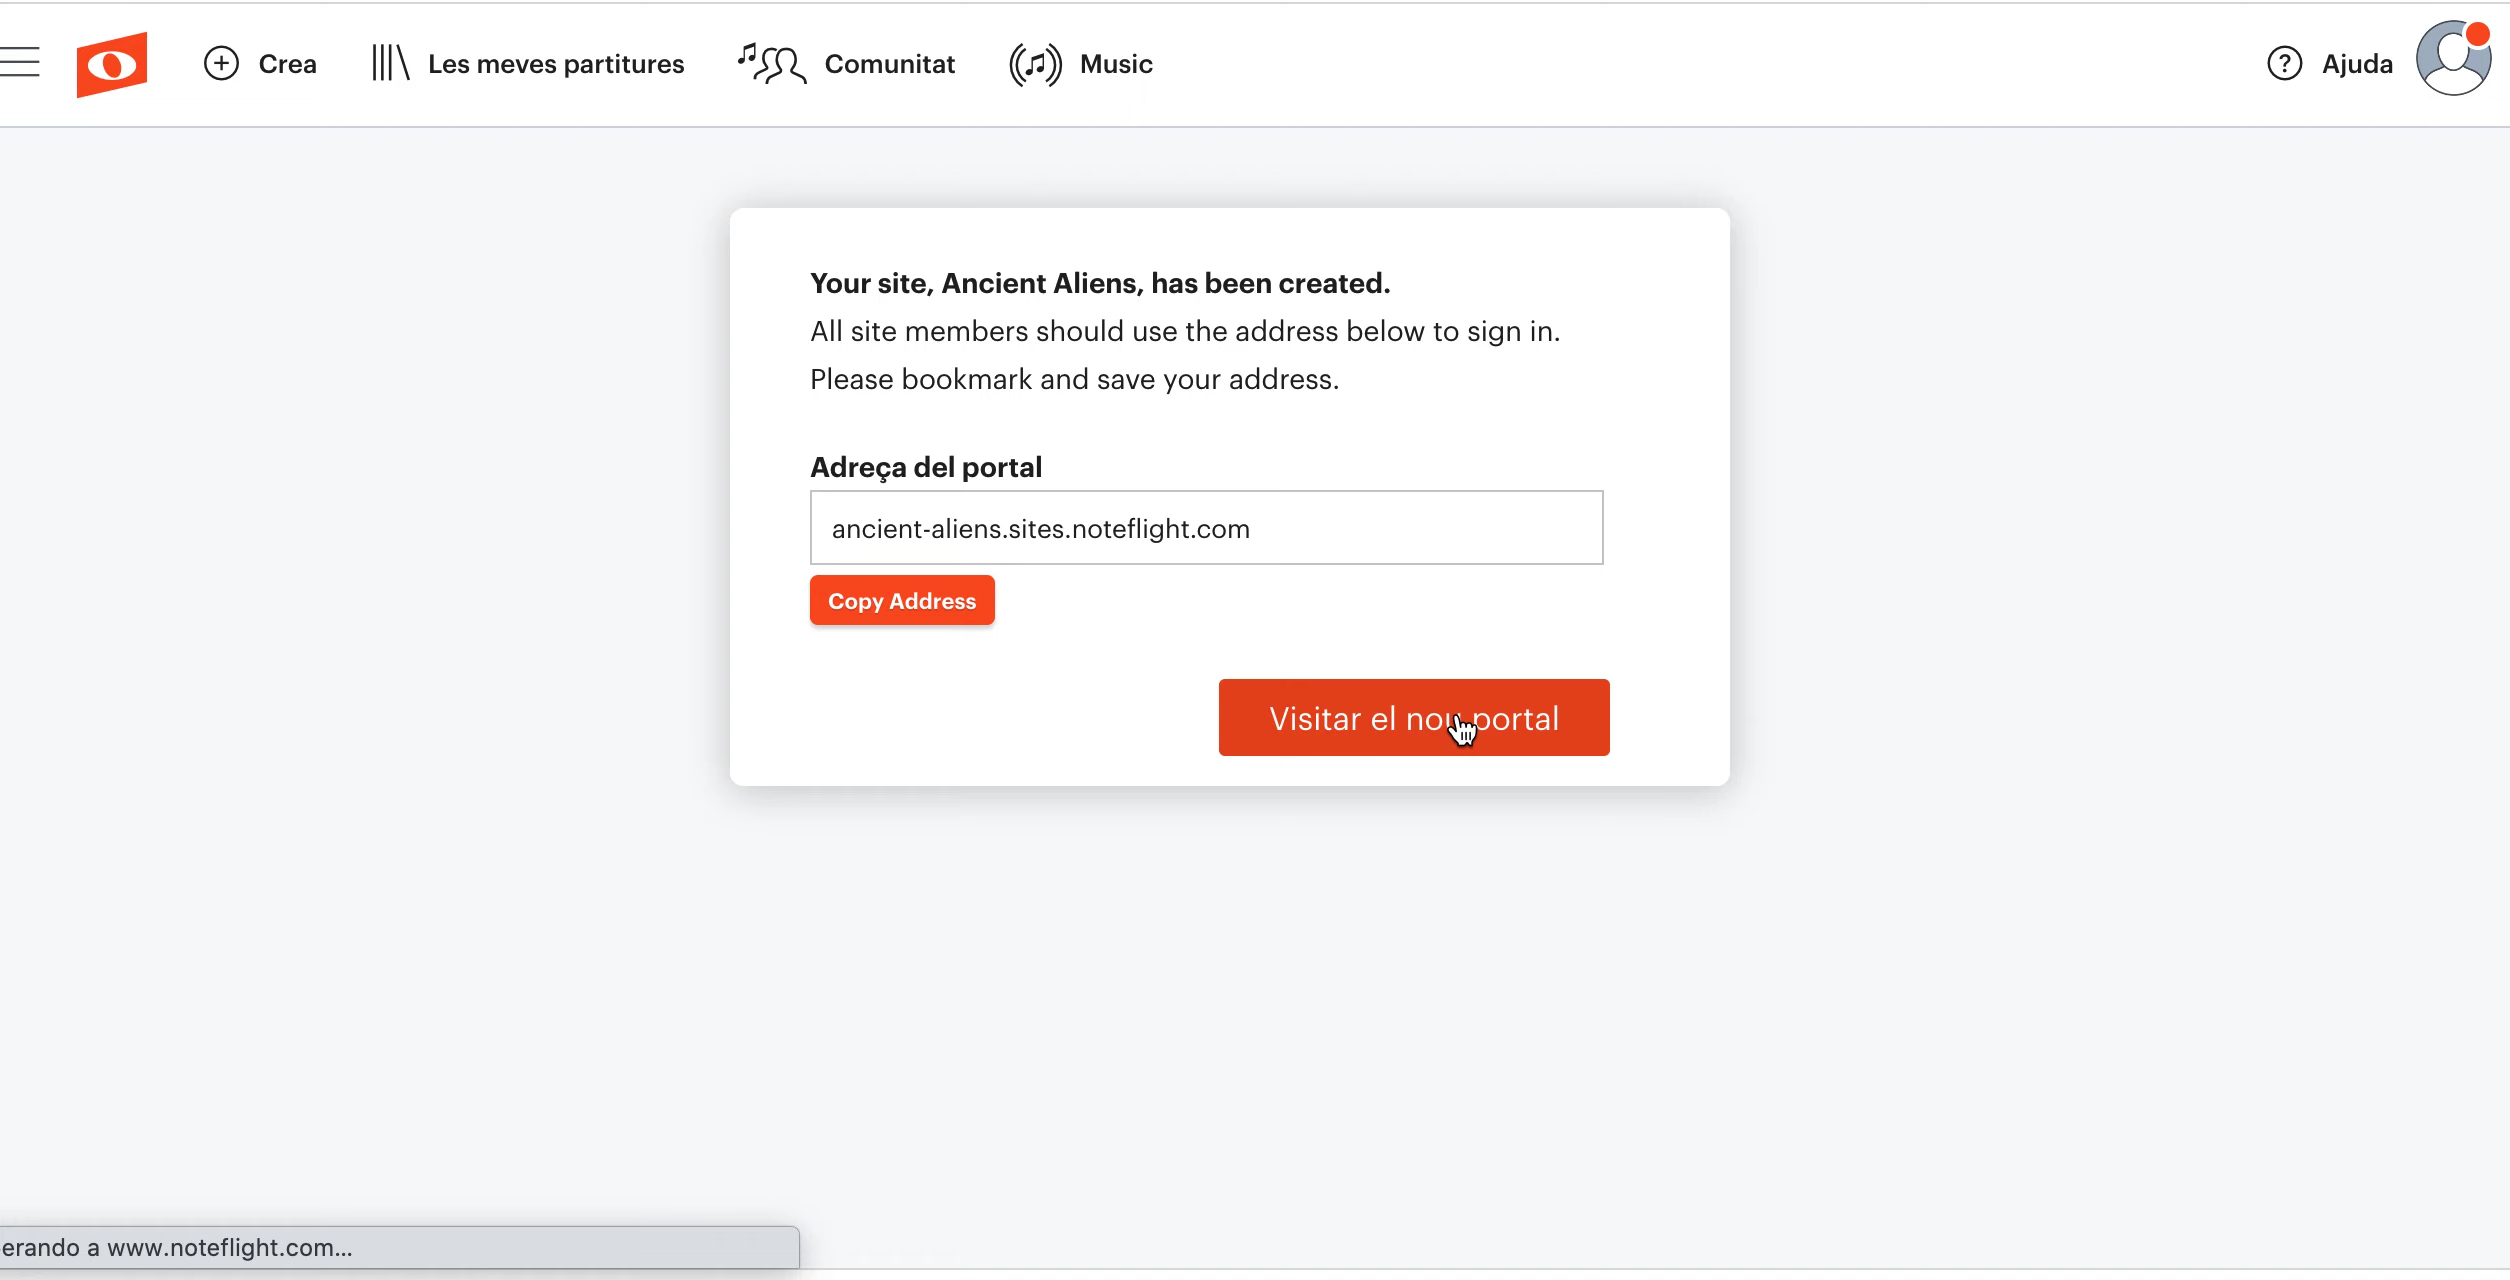 Crea
Les meves partitures
Comunitat
Music
? Ajuda
Your site, Ancient Aliens, has been created.
All site members should use the address below to sign in.
Please bookmark and save your address.
Adreça del portal
ancient-aliens.sites.noteflight.com
Copy Address
Visitar el nou portal
erando a www.noteflight.com...